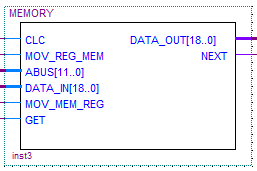 MEMORY
CLC DATA_OUT[18..0]
MOV_REG_MEM NEXT
ABUS[11..0]
DATA_IN[18..0]
MOV_MEM_REG
GET
inst3